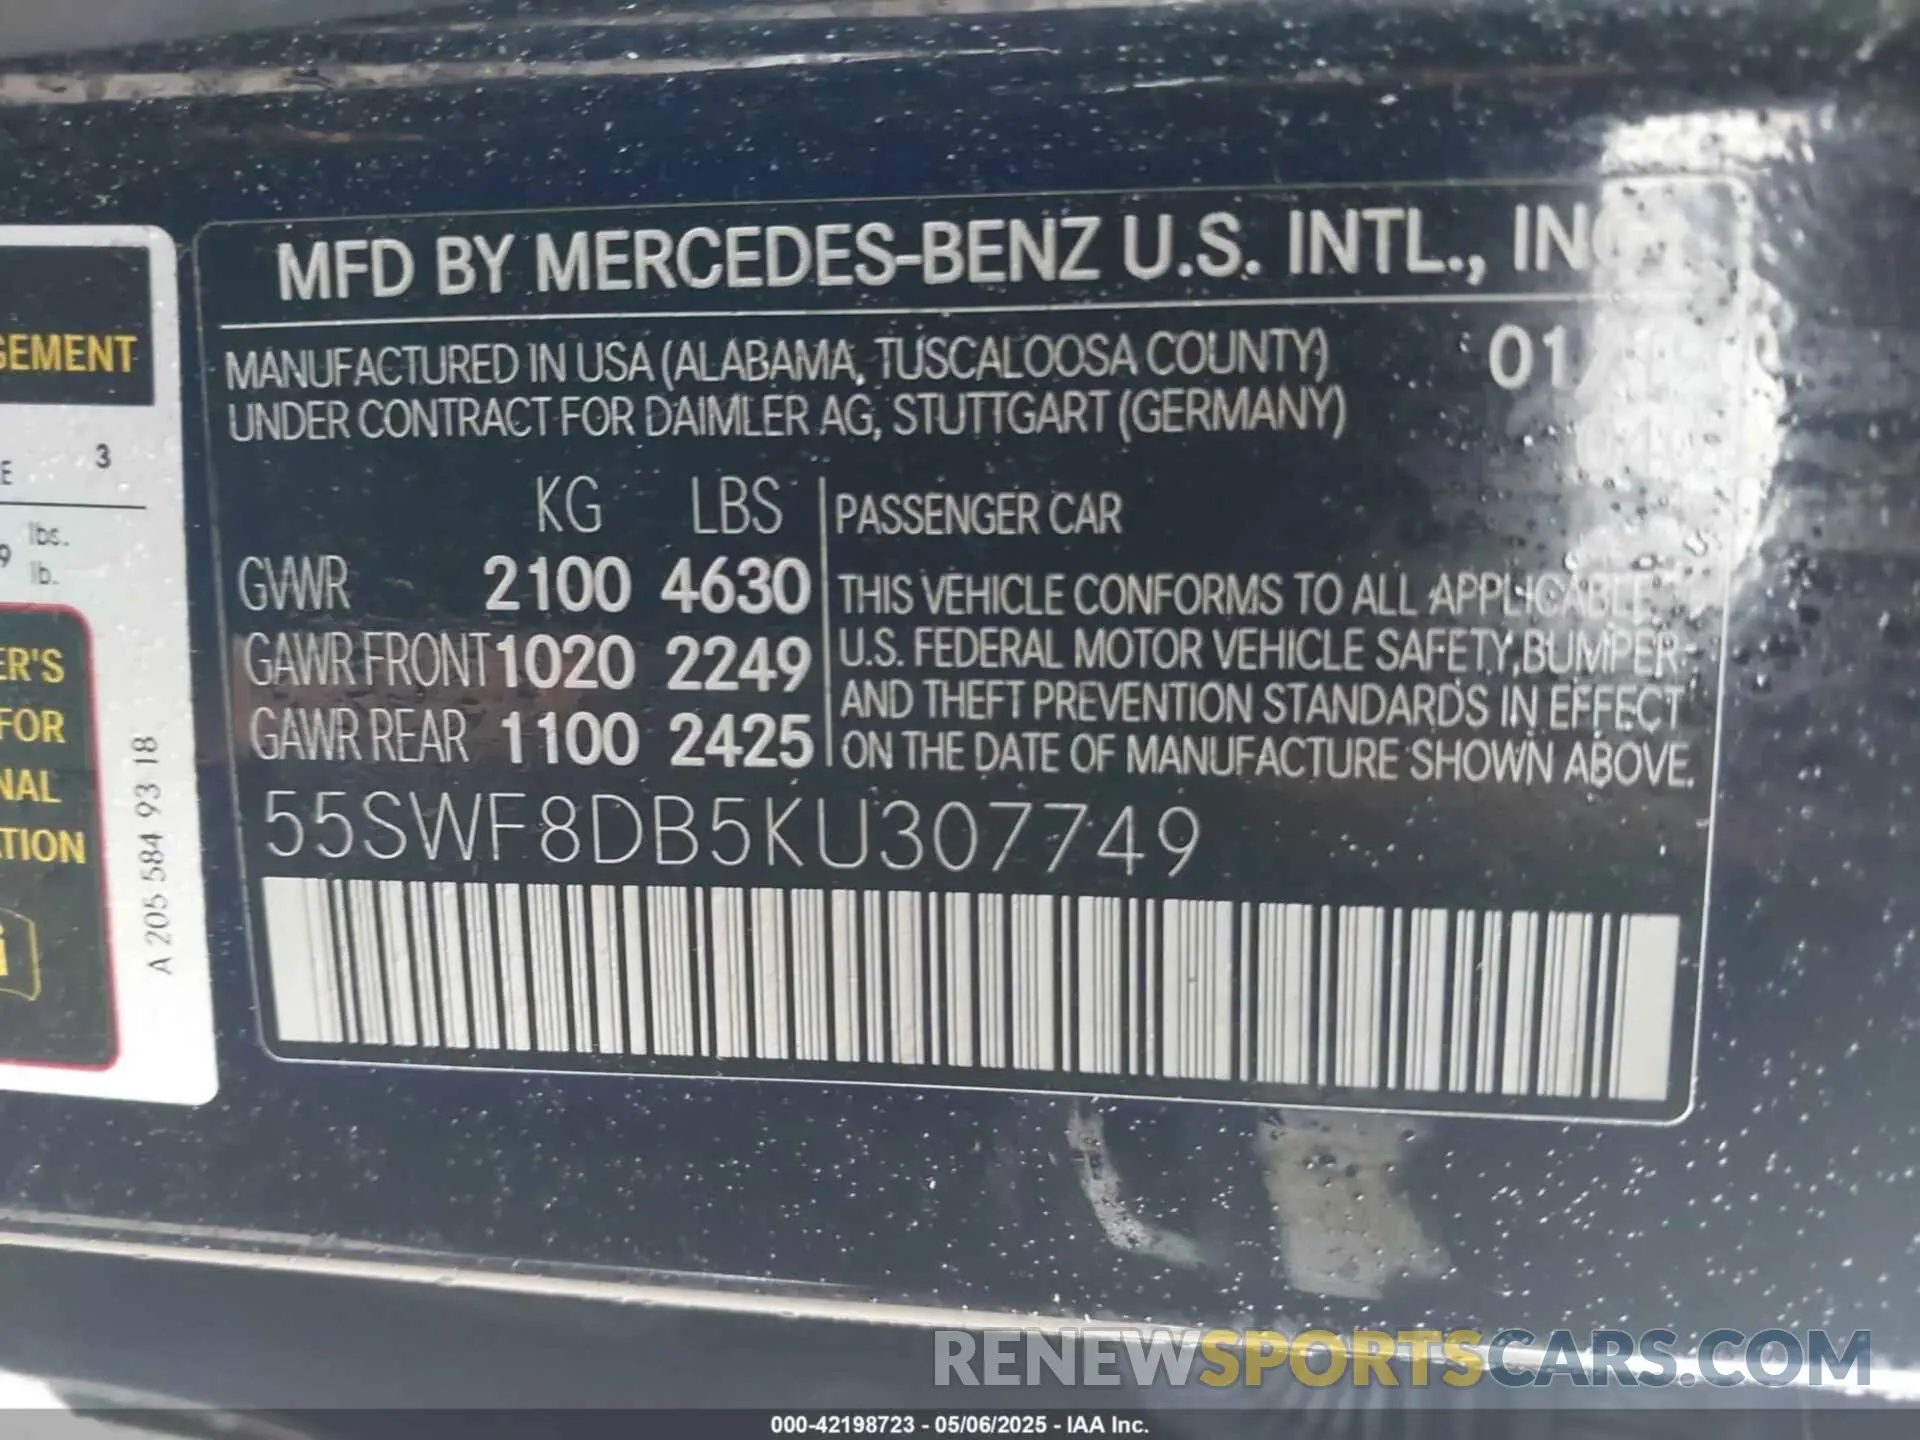 MFD BY MERCEDES-BENZ U.S. INTL.,
MANUFACTURED IN USA (ALABAMA, TUSCALOOSA COUNTY)
UNDER CONTRACT FOR DAIMLER AG, STUTTGART (GERMANY)
KG LBS
GVWR 2100 4630
GAWR FRONT 1020 2249
GAWR REAR 1100 2425
PASSENGER CAR
THIS VEHICLE CONFORMS TO ALL APPLICABLE
U.S. FEDERAL MOTOR VEHICLE SAFETY, BUMPER
AND THEFT PREVENTION STANDARDS IN EFFECT
ON THE DATE OF MANUFACTURE SHOWN ABOVE.
55SWF8DB5KU307749
GEMENT
3
lbs.
lb.
ER'S
FOR
NAL
TION
A 205 584 93 18
RENEWSPORTSCARS.COM
000-42198723 - 05/06/2025 - IAA Inc.